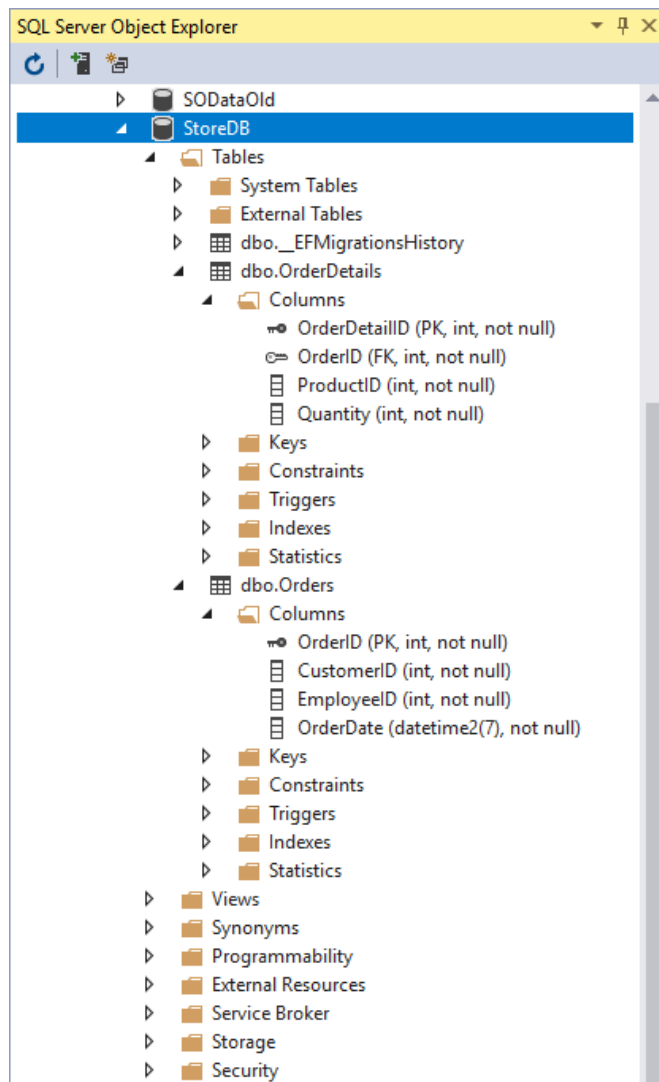 SQL Server Object Explorer
SODataOld
StoreDB
Tables
System Tables
External Tables
dbo.__EFMigrationsHistory
dbo.OrderDetails
Columns
OrderDetailID (PK, int, not null)
OrderID (FK, int, not null)
ProductID (int, not null)
Quantity (int, not null)
Keys
Constraints
Triggers
Indexes
Statistics
dbo.Orders
Columns
OrderID (PK, int, not null)
CustomerID (int, not null)
EmployeeID (int, not null)
OrderDate (datetime2(7), not null)
Keys
Constraints
Triggers
Indexes
Statistics
Views
Synonyms
Programmability
External Resources
Service Broker
Storage
Security